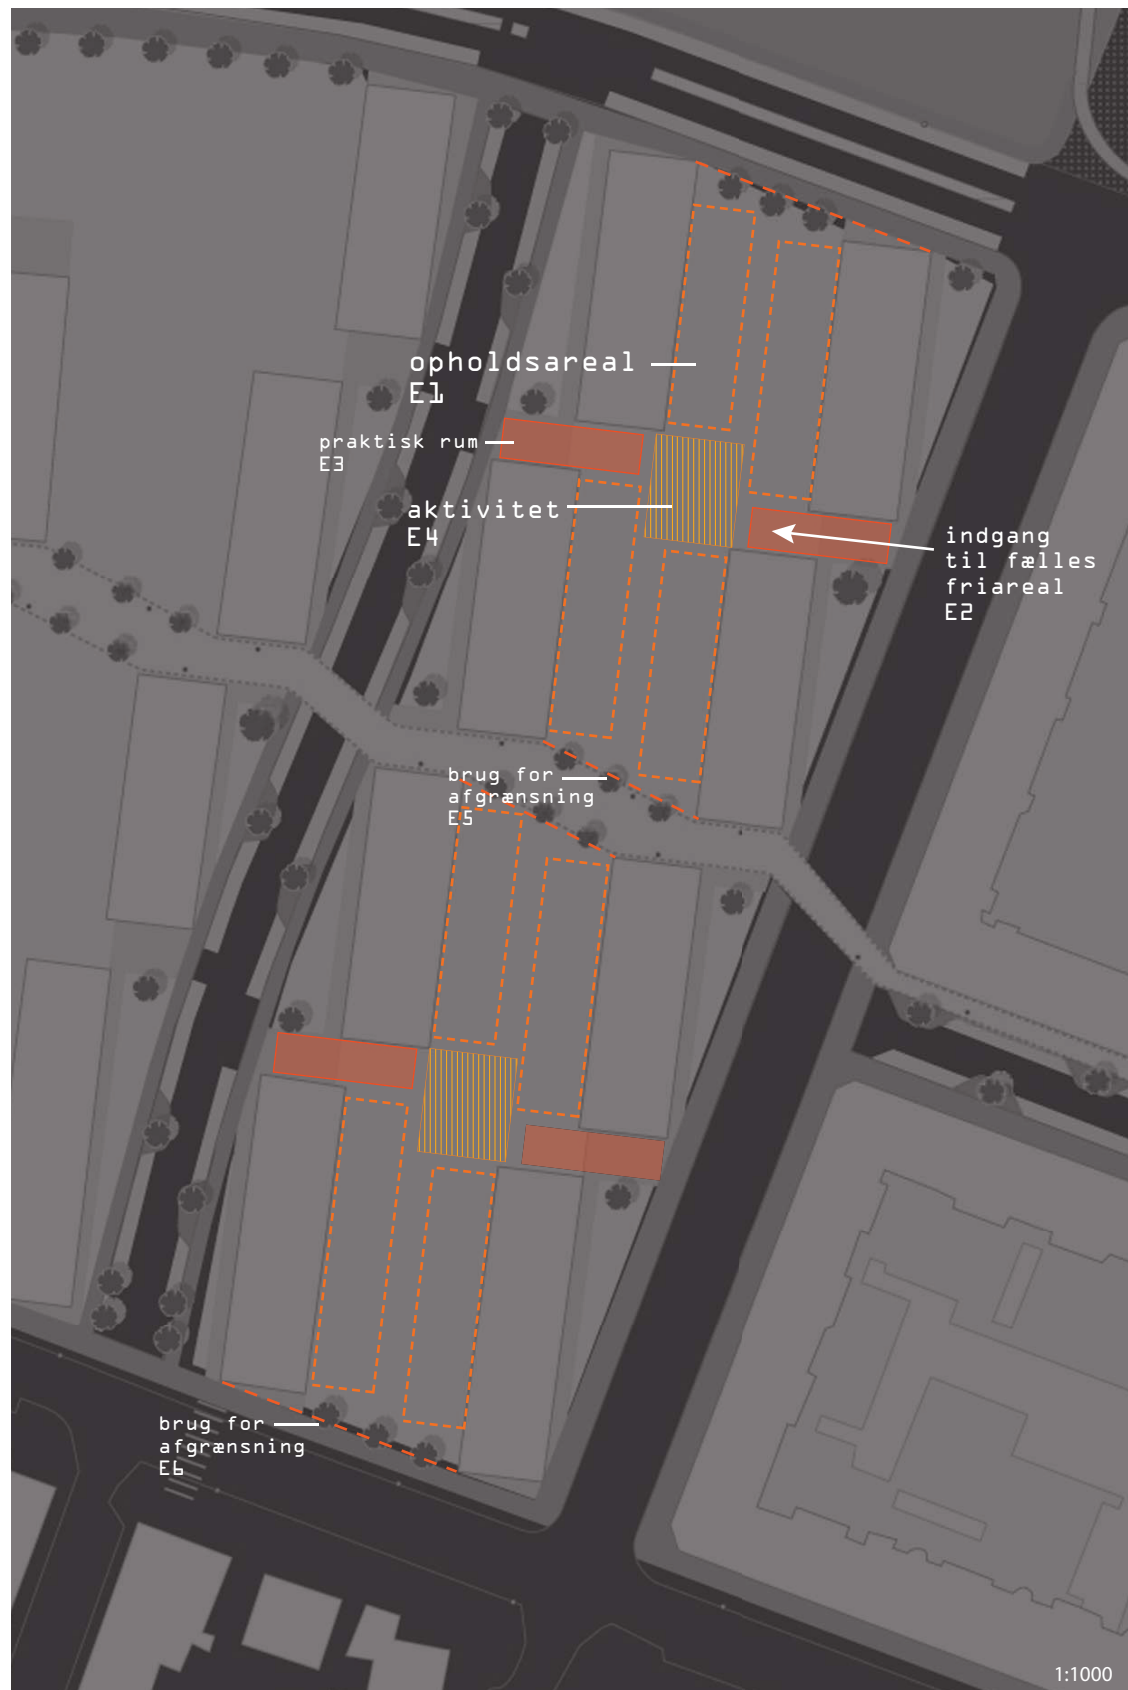 opholdsareal
E1
praktisk rum
E3
aktivitet
E4
indgang
til fælles
friareal
E2
brug for
afgrænsning
E5
brug for
afgrænsning
E6
1:1000